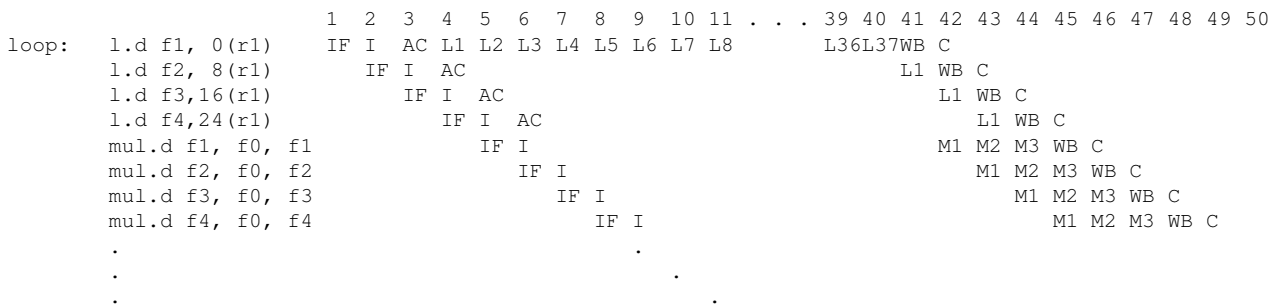 1 2 3 4 5 6 7 8 9 10 11 . . . 39 40 41 42 43 44 45 46 47 48 49 50
loop: l.d f1, 0(r1) IF I AC L1 L2 L3 L4 L5 L6 L7 L8 L36L37WB C
l.d f2, 8(r1) IF I AC L1 WB C
l.d f3,16(r1) IF I AC L1 WB C
l.d f4,24(r1) IF I AC L1 WB C
mul.d f1, f0, f1 IF I M1 M2 M3 WB C
mul.d f2, f0, f2 IF I M1 M2 M3 WB C
mul.d f3, f0, f3 IF I M1 M2 M3 WB C
mul.d f4, f0, f4 IF I M1 M2 M3 WB C
. .
. .
. .